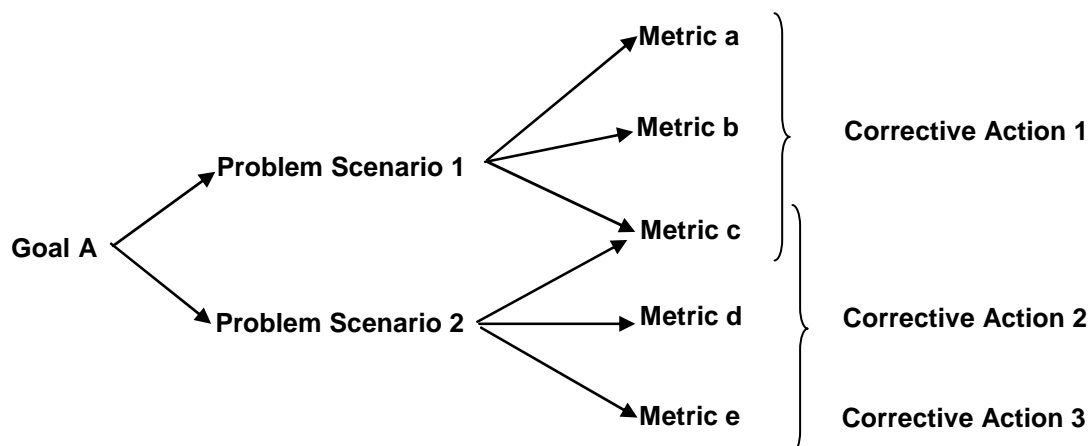 Metric a
Metric b
Corrective Action 1
Problem Scenario 1
Metric c
Goal A
Problem Scenario 2
Metric d
Corrective Action 2
Metric e
Corrective Action 3